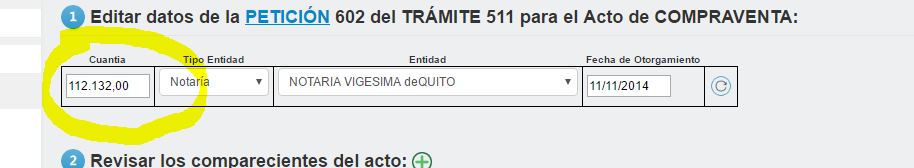 1 Editar datos de la PETICIÓN 602 del TRÁMITE 511 para el Acto de COMPRAVENTA:
Cuantia Tipo Entidad Entidad Fecha de Otorgamiento
112.132,00 Notaría NOTARIA VIGESIMA deQUITO 11/11/2014
2 Revisar los comparecientes del acto: